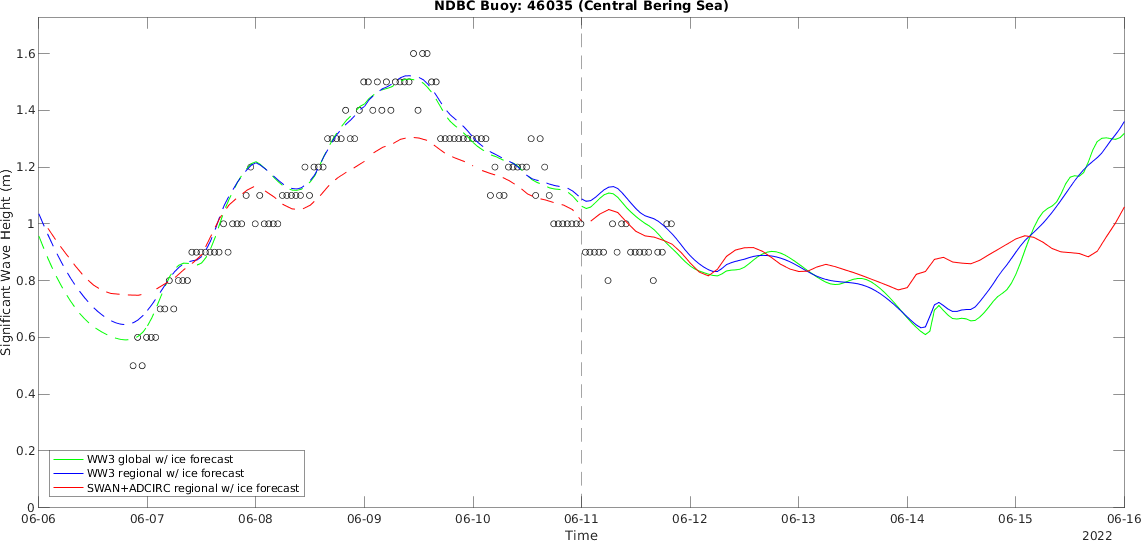 NDBC Buoy: 46035 (Central Bering Sea)
1.6
1.4
1.2
1
0.8
0.6
0.4
0.2
0
Significant Wave Height (m)
WW3 global w/ ice forecast
WW3 regional w/ ice forecast
SWAN+ADCIRC regional w/ ice forecast
06-06 06-07 06-08 06-09 06-10 06-11 06-12 06-13 06-14 06-15 06-16
Time
2022